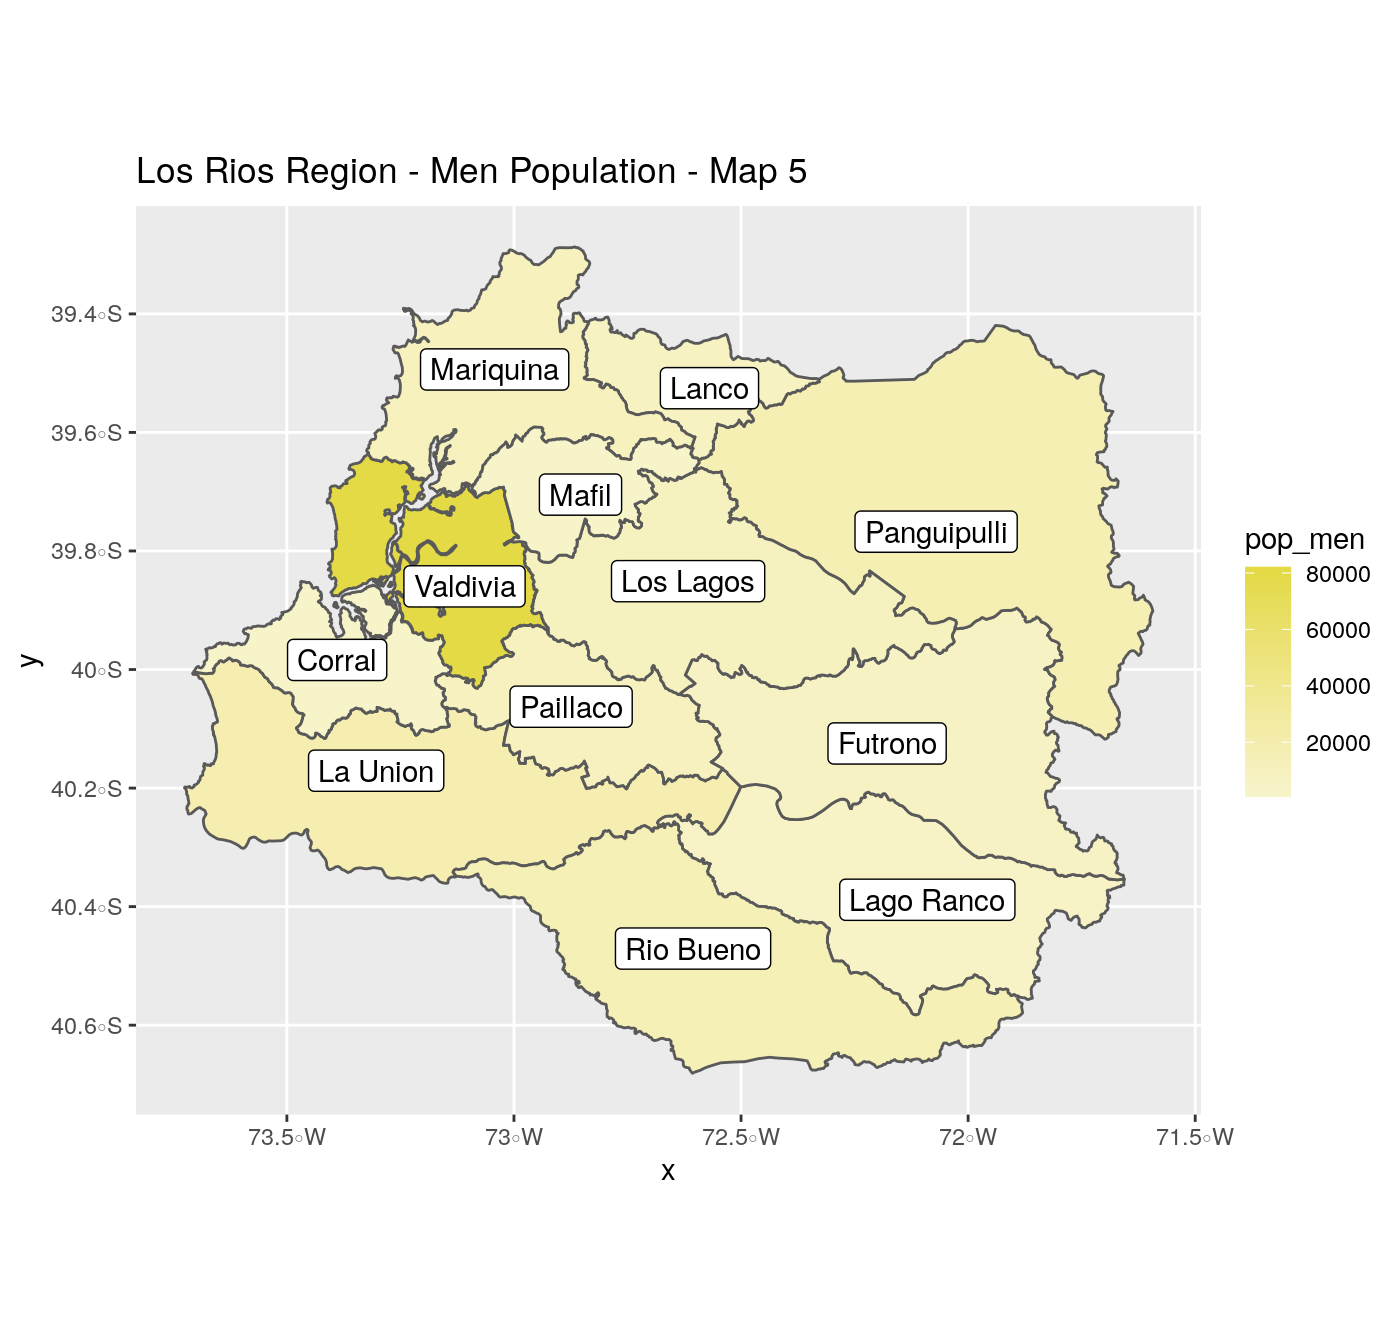 Los Rios Region - Men Population - Map 5
39.4◦S
39.6◦S
39.8◦S
40◦S
40.2◦S
40.4◦S
40.6◦S
y
Mariquina
Lanco
Mafil
Panguipulli
Valdivia
Los Lagos
Corral
Paillaco
Futrono
La Union
Lago Ranco
Rio Bueno
73.5◦W
73◦W
72.5◦W
72◦W
71.5◦W
x
pop_men
80000
60000
40000
20000